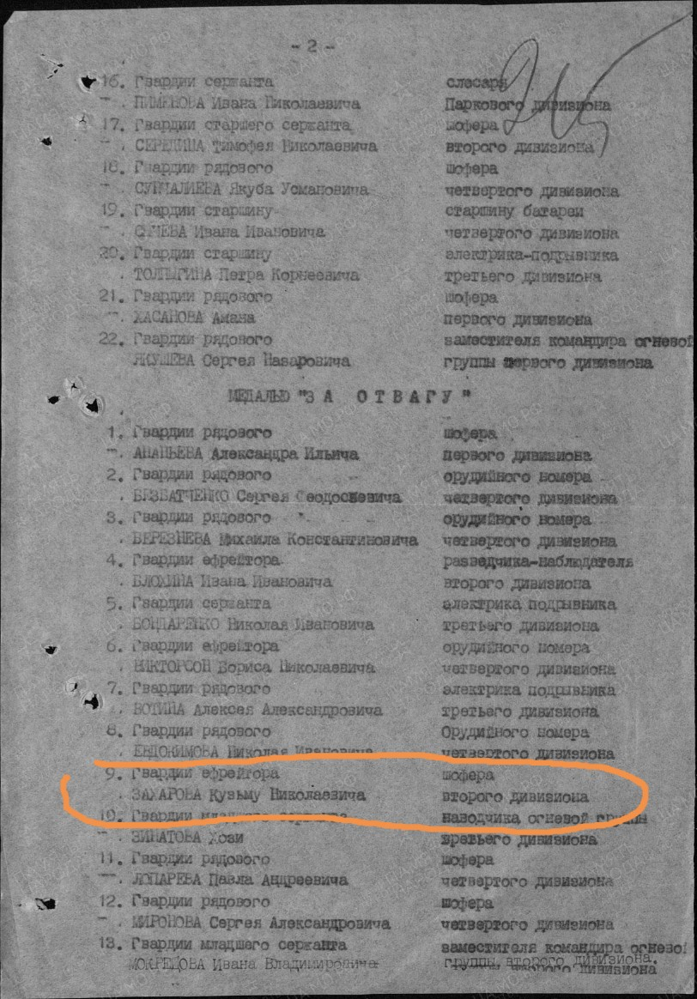 - 2 -
215
16. Гвардии сержанта слесаря
ПИМЕНОВА Ивана Николаевича Паркового дивизиона
17. Гвардии старшего сержанта шофера
СЕРЕДИНА Тимофея Николаевича второго дивизиона
18. Гвардии рядового шофера
Якуба Усмановича четвертого дивизиона
19. Гвардии старшину старшину батареи
Ивана Ивановича четвертого дивизиона
20. Гвардии старшину электрика-подрывника
ТОЛПЫГИНА Петра Корнеевича третьего дивизиона
21. Гвардии рядового шофера
ХАСАНОВА Амана первого дивизиона
22. Гвардии рядового заместителя командира огневой
ЯКУШЕВА Сергея Назаровича группы первого дивизиона
МЕДАЛЬЮ "З А О Т В А Г У"
1. Гвардии рядового шофера
АНАНЬЕВА Александра Ильича первого дивизиона
2. Гвардии рядового орудийного номера
БЕЗБАТЧЕНКО Сергея Феодосиевича четвертого дивизиона
3. Гвардии рядового орудийного номера
БЕРЕЗНЕВА Михаила Константиновича четвертого дивизиона
4. Гвардии ефрейтора разведчика-наблюдателя
БЛОХИНА Ивана Ивановича второго дивизиона
5. Гвардии сержанта электрика подрывника
БОНДАРЕНКО Николая Ивановича третьего дивизиона
6. Гвардии ефрейтора орудийного номера
ВИКТОРСОН Бориса Николаевича четвертого дивизиона
7. Гвардии рядового электрика подрывника
ВОТИНА Алексея Александровича третьего дивизиона
8. Гвардии рядового Орудийного номера
ЕВДОКИМОВА Николая Ивановича четвертого дивизиона
9. Гвардии ефрейтора шофера
ЗАХАРОВА Кузьму Николаевича второго дивизиона
10. Гвардии младшего сержанта наводчика огневой группы
ЗИНАТОВА Хози третьего дивизиона
11. Гвардии рядового шофера
ЛОПАРЕВА Павла Андреевича четвертого дивизиона
12. Гвардии рядового шофера
МИРОНОВА Сергея Александровича четвертого дивизиона
13. Гвардии младшего сержанта заместителя командира огневой
МОКРЕЦОВА Ивана Владимировича группы второго дивизиона.